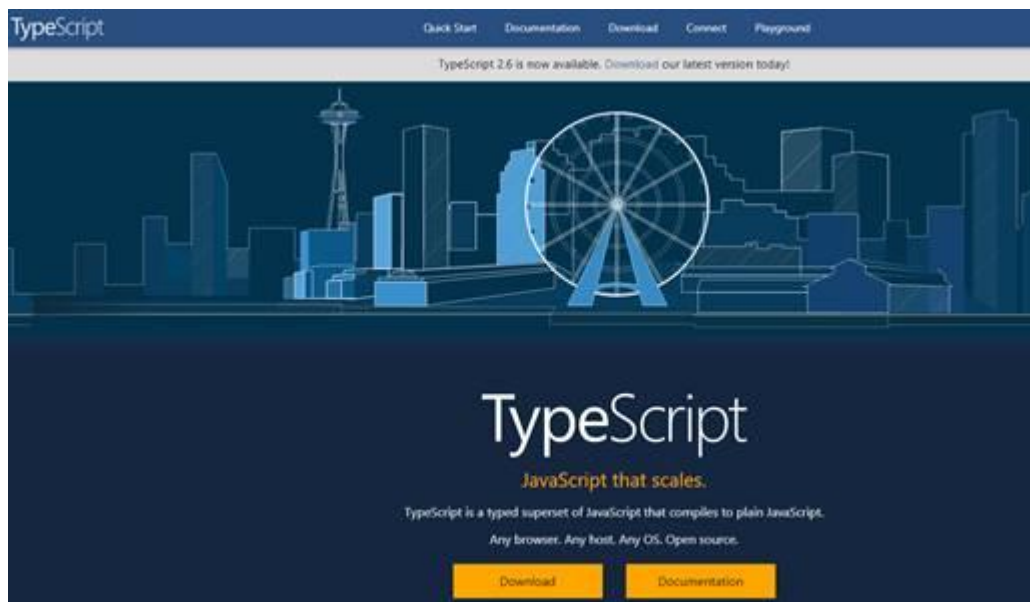 TypeScript
Quick Start Documentation Download Connect Playground
TypeScript 2.6 is now available. Download our latest version today!
TypeScript
JavaScript that scales.
TypeScript is a typed superset of JavaScript that compiles to plain JavaScript.
Any browser. Any host. Any OS. Open source.
Download Documentation